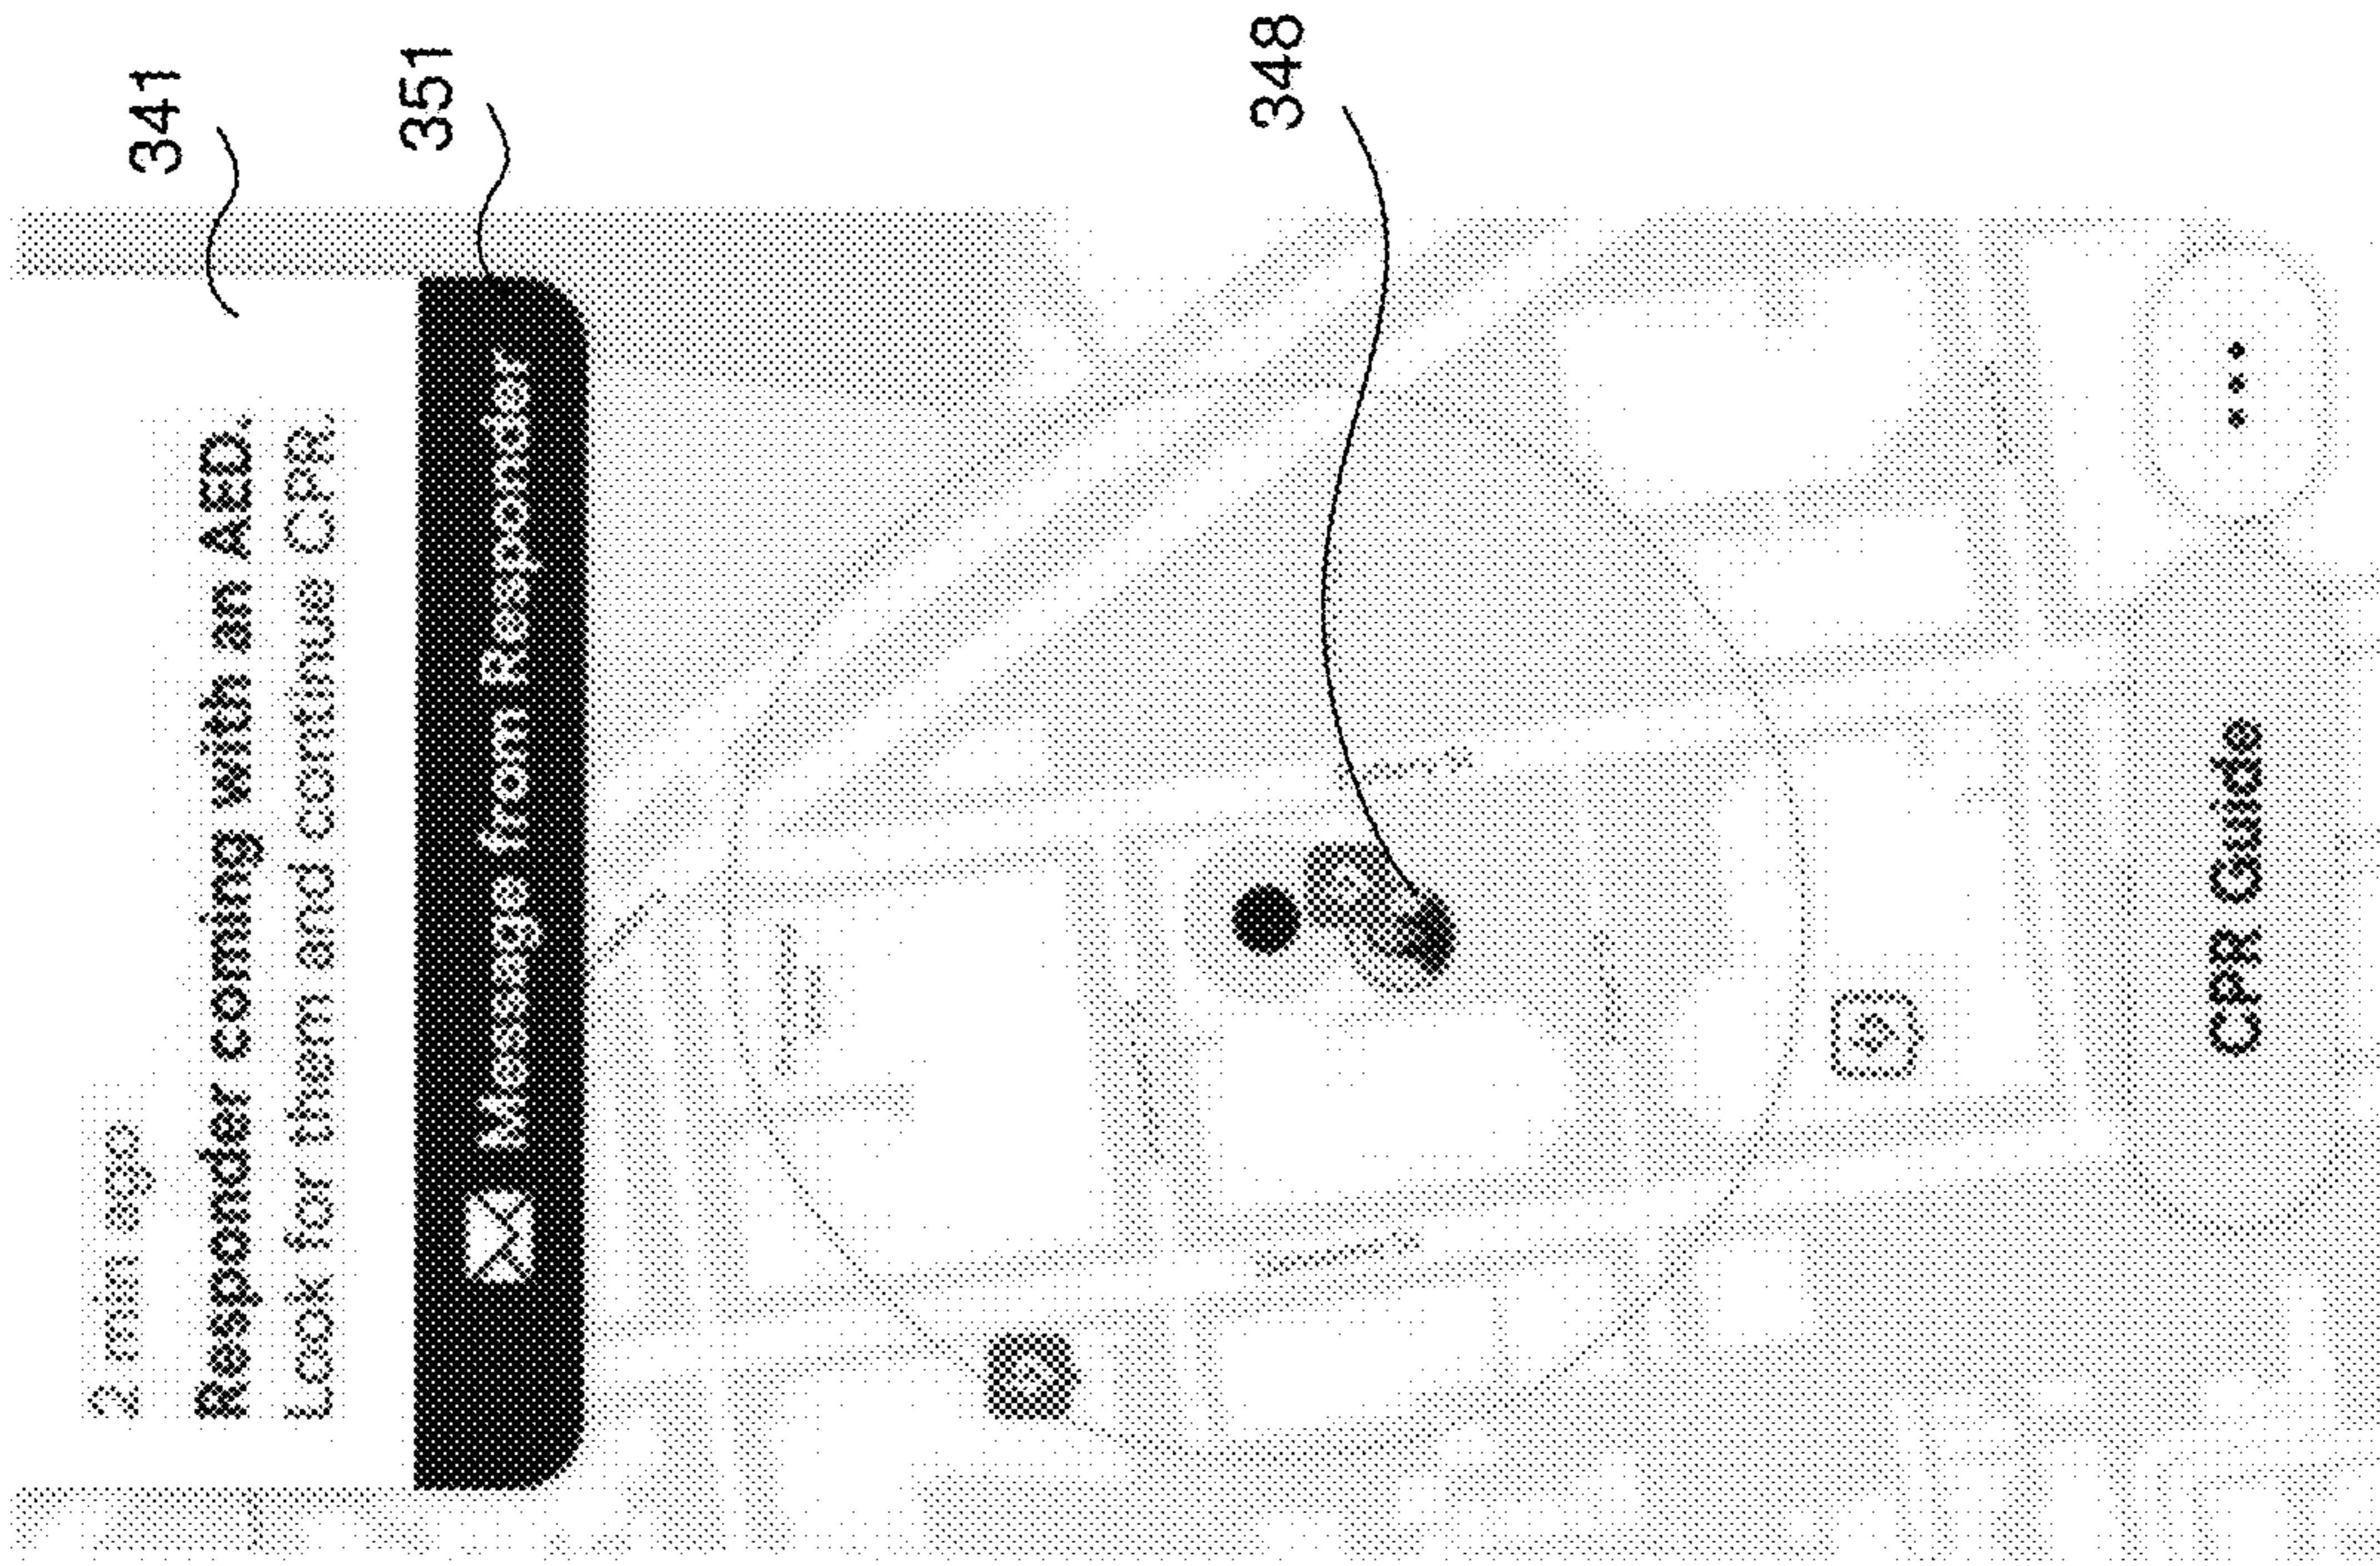 2 min ago
Responder coming with an AED.
Look for them and continue CPR.
341
Message from Responder
351
348
CPR Guide
...